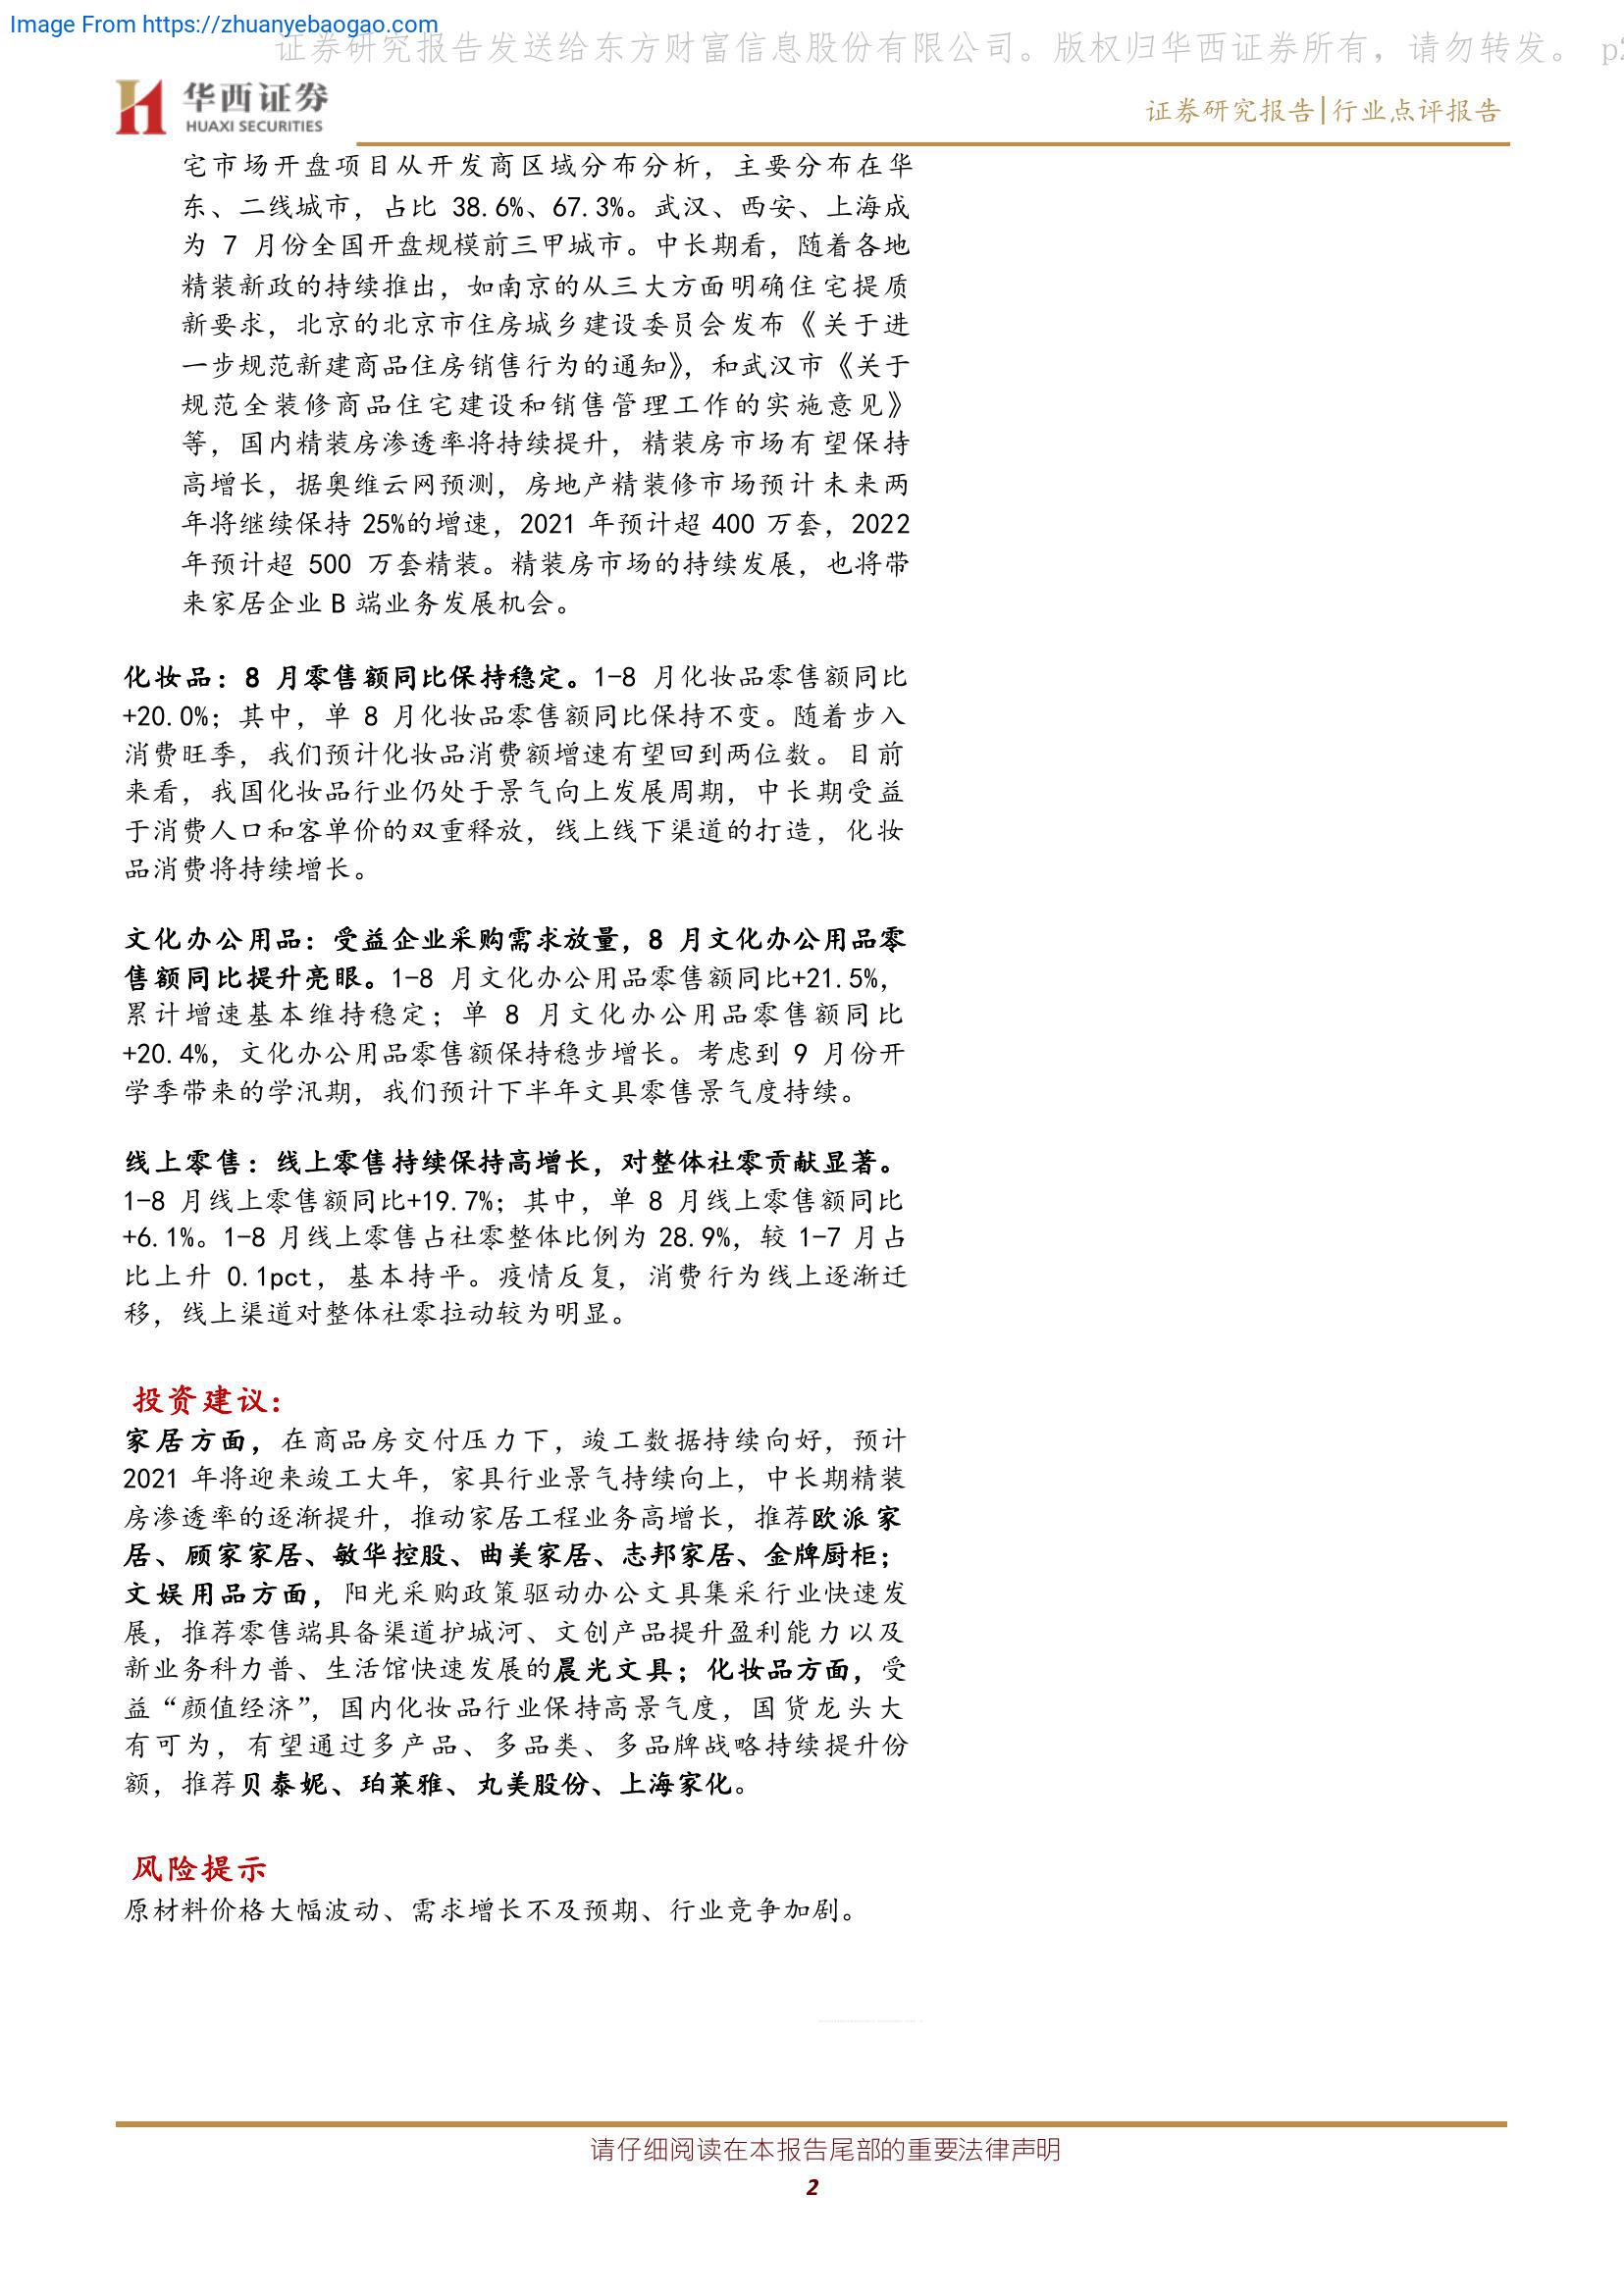 Image From https://zhuanyebaogao.com
证券研究报告发送给东方财富信息股份有限公司。版权归华西证券所有，请勿转发。 p2
华西证券
HUAXI SECURITIES
证券研究报告|行业点评报告
宅市场开盘项目从开发商区域分布分析，主要分布在华
东、二线城市，占比 38.6%、67.3%。武汉、西安、上海成
为 7 月份全国开盘规模前三甲城市。中长期看，随着各地
精装新政的持续推出，如南京的从三大方面明确住宅提质
新要求，北京的北京市住房城乡建设委员会发布《关于进
一步规范新建商品住房销售行为的通知》，和武汉市《关于
规范全装修商品住宅建设和销售管理工作的实施意见》
等，国内精装房渗透率将持续提升，精装房市场有望保持
高增长，据奥维云网预测，房地产精装修市场预计未来两
年将继续保持 25%的增速，2021 年预计超 400 万套，2022
年预计超 500 万套精装。精装房市场的持续发展，也将带
来家居企业 B 端业务发展机会。
化妆品：8 月零售额同比保持稳定。1-8 月化妆品零售额同比
+20.0%；其中，单 8 月化妆品零售额同比保持不变。随着步入
消费旺季，我们预计化妆品消费额增速有望回到两位数。目前
来看，我国化妆品行业仍处于景气向上发展周期，中长期受益
于消费人口和客单价的双重释放，线上线下渠道的打造，化妆
品消费将持续增长。
文化办公用品：受益企业采购需求放量，8 月文化办公用品零
售额同比提升亮眼。1-8 月文化办公用品零售额同比+21.5%，
累计增速基本维持稳定；单 8 月文化办公用品零售额同比
+20.4%，文化办公用品零售额保持稳步增长。考虑到 9 月份开
学季带来的学汛期，我们预计下半年文具零售景气度持续。
线上零售：线上零售持续保持高增长，对整体社零贡献显著。
1-8 月线上零售额同比+19.7%；其中，单 8 月线上零售额同比
+6.1%。1-8 月线上零售占社零整体比例为 28.9%，较 1-7 月占
比上升 0.1pct，基本持平。疫情反复，消费行为线上逐渐迁
移，线上渠道对整体社零拉动较为明显。
投资建议：
家居方面，在商品房交付压力下，竣工数据持续向好，预计
2021 年将迎来竣工大年，家具行业景气持续向上，中长期精装
房渗透率的逐渐提升，推动家居工程业务高增长，推荐欧派家
居、顾家家居、敏华控股、曲美家居、志邦家居、金牌厨柜；
文娱用品方面，阳光采购政策驱动办公文具集采行业快速发
展，推荐零售端具备渠道护城河、文创产品提升盈利能力以及
新业务科力普、生活馆快速发展的晨光文具；化妆品方面，受
益“颜值经济”，国内化妆品行业保持高景气度，国货龙头大
有可为，有望通过多产品、多品类、多品牌战略持续提升份
额，推荐贝泰妮、珀莱雅、丸美股份、上海家化。
风险提示
原材料价格大幅波动、需求增长不及预期、行业竞争加剧。
请仔细阅读在本报告尾部的重要法律声明
2